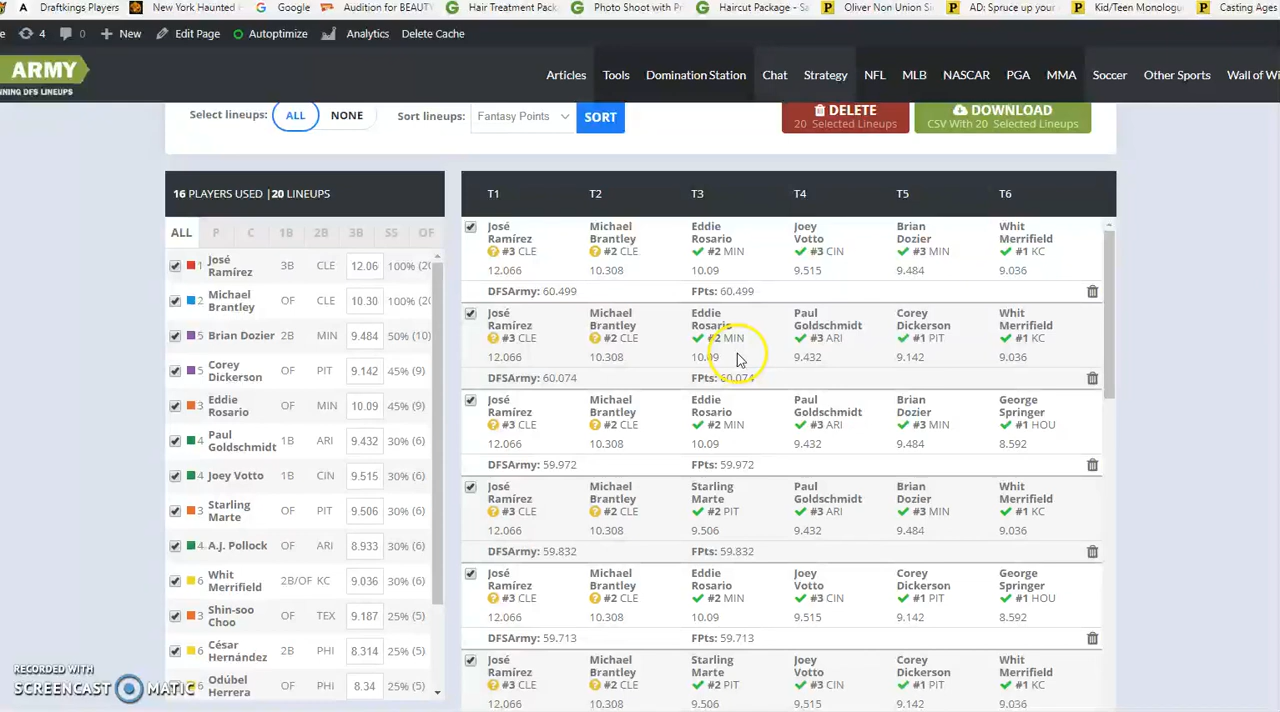 Draftkings Players New York Haunted Google Audition for BEAUTY Hair Treatment Pack Photo Shoot with Pr Haircut Package - Sa Oliver Non Union Si AD: Spruce up your Kid/Teen Monologu Casting Ages
e 4 0 New Edit Page Autoptimize Analytics Delete Cache
ARMY
NNING DFS LINEUPS
Articles Tools Domination Station Chat Strategy NFL MLB NASCAR PGA MMA Soccer Other Sports Wall of Wi
Select lineups: ALL NONE Sort lineups: Fantasy Points SORT
DELETE
20 Selected Lineups
DOWNLOAD
CSV With 20 Selected Lineups
16 PLAYERS USED |20 LINEUPS
ALL P C 1B 2B 3B SS OF
1 José Ramírez 3B CLE 12.06 100% (20
2 Michael Brantley OF CLE 10.30 100% (20
5 Brian Dozier 2B MIN 9.484 50% (10)
5 Corey Dickerson OF PIT 9.142 45% (9)
3 Eddie Rosario OF MIN 10.09 45% (9)
4 Paul Goldschmidt 1B ARI 9.432 30% (6)
4 Joey Votto 1B CIN 9.515 30% (6)
3 Starling Marte OF PIT 9.506 30% (6)
4 A.J. Pollock OF ARI 8.933 30% (6)
6 Whit Merrifield 2B/OF KC 9.036 30% (6)
3 Shin-soo Choo OF TEX 9.187 25% (5)
6 César Hernández 2B PHI 8.314 25% (5)
6 Odúbel Herrera OF PHI 8.34 25% (5)
T1 T2 T3 T4 T5 T6
José Michael Eddie Joey Brian Whit
Ramírez Brantley Rosario Votto Dozier Merrifield
#3 CLE #2 CLE #2 MIN #3 CIN #3 MIN #1 KC
12.066 10.308 10.09 9.515 9.484 9.036
DFSArmy: 60.499 FPts: 60.499
José Michael Eddie Paul Corey Whit
Ramírez Brantley Rosario Goldschmidt Dickerson Merrifield
#3 CLE #2 CLE #2 MIN #3 ARI #1 PIT #1 KC
12.066 10.308 10.09 9.432 9.142 9.036
DFSArmy: 60.074 FPts: 60.074
José Michael Eddie Paul Brian George
Ramírez Brantley Rosario Goldschmidt Dozier Springer
#3 CLE #2 CLE #2 MIN #3 ARI #3 MIN #1 HOU
12.066 10.308 10.09 9.432 9.484 8.592
DFSArmy: 59.972 FPts: 59.972
José Michael Starling Paul Brian Whit
Ramírez Brantley Marte Goldschmidt Dozier Merrifield
#3 CLE #2 CLE #2 PIT #3 ARI #3 MIN #1 KC
12.066 10.308 9.506 9.432 9.484 9.036
DFSArmy: 59.832 FPts: 59.832
José Michael Eddie Joey Corey George
Ramírez Brantley Rosario Votto Dickerson Springer
#3 CLE #2 CLE #2 MIN #3 CIN #1 PIT #1 HOU
12.066 10.308 10.09 9.515 9.142 8.592
DFSArmy: 59.713 FPts: 59.713
José Michael Starling Joey Corey Whit
Ramírez Brantley Marte Votto Dickerson Merrifield
#3 CLE #2 CLE #2 PIT #3 CIN #1 PIT #1 KC
12.066 10.308 9.506 9.515 9.142 9.036
RECORDED WITH
SCREENCAST MATIC